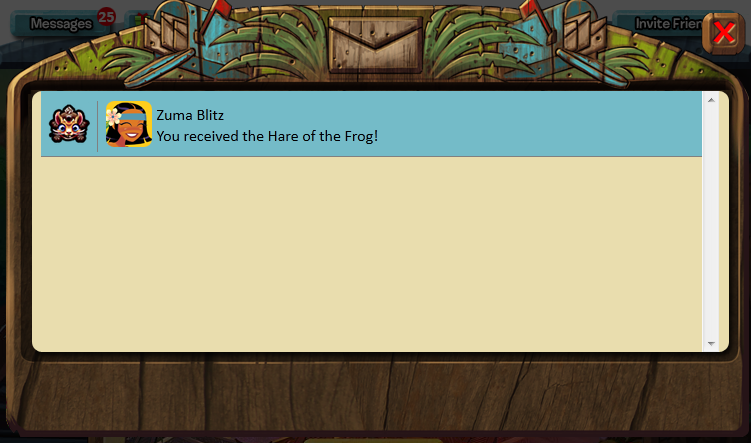 Messages 25
Invite Frien
Zuma Blitz
You received the Hare of the Frog!